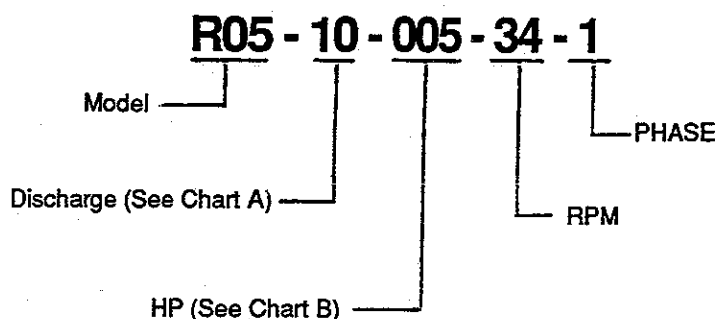 R05 - 10 - 005 - 34 - 1
Model
PHASE
Discharge (See Chart A)
RPM
HP (See Chart B)